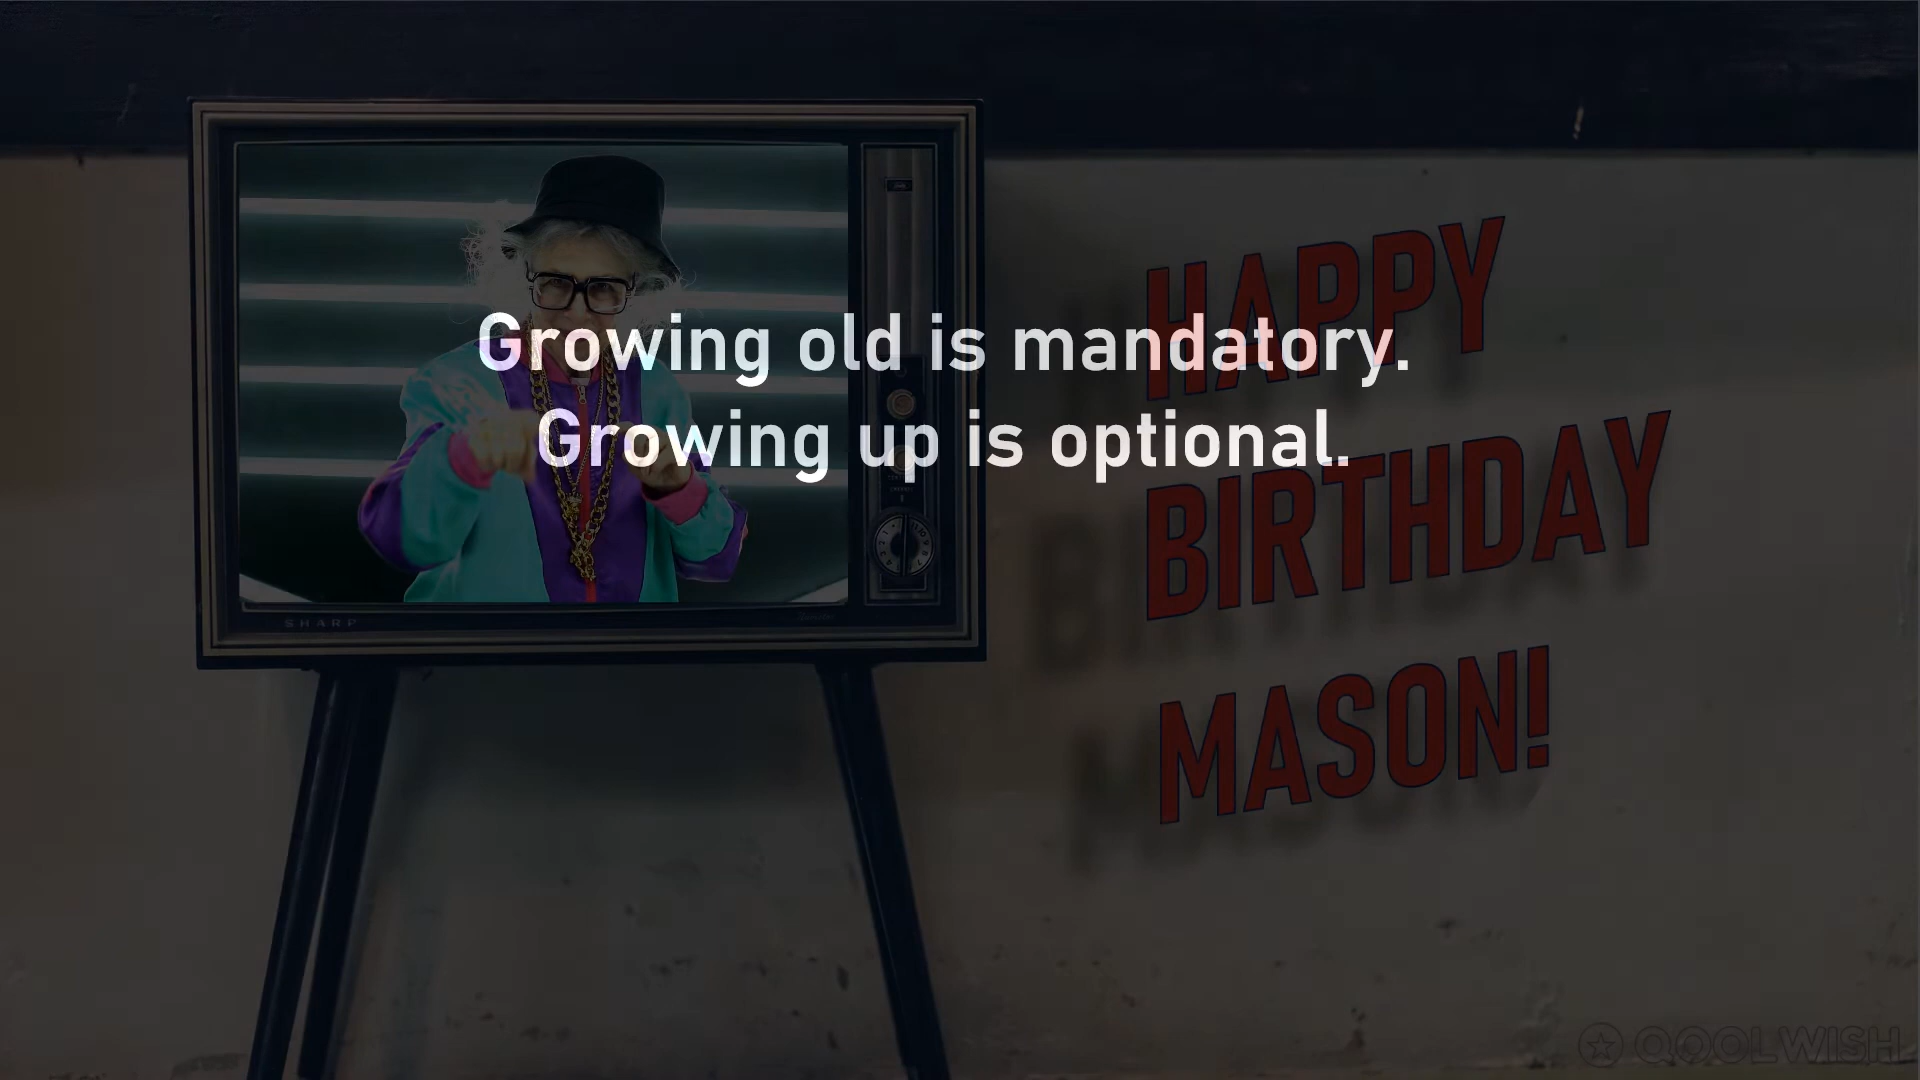 Growing old is mandatory.
Growing up is optional.
HAPPY
BIRTHDAY
MASON!
SHARP
QOOLWISH